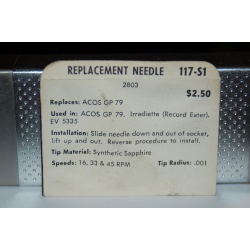 REPLACEMENT NEEDLE 117-S1
2803
$2.50
Replaces: ACOS GP 79
Used in: ACOS GP 79. Irradiette (Record Eater).
EV 5335
Installation: Slide needle down and out of socket,
lift up and out. Reverse procedure to install.
Tip Material: Synthetic Sapphire
Speeds: 16, 33 & 45 RPM Tip Radius: .001